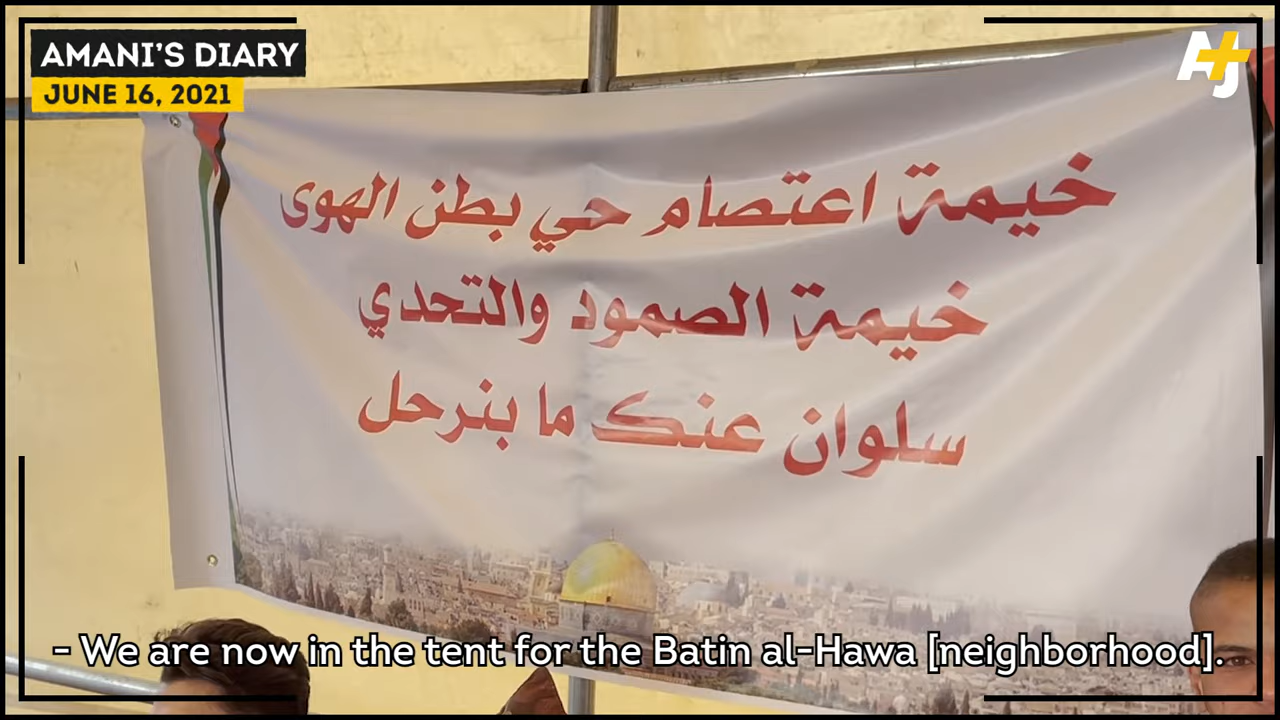 AMANI'S DIARY
JUNE 16, 2021
AJ+
خيمة اعتصام حي بطن الهوى
خيمة الصمود والتحدي
سلوان عنك ما بنرحل
- We are now in the tent for the Batin al-Hawa [neighborhood].